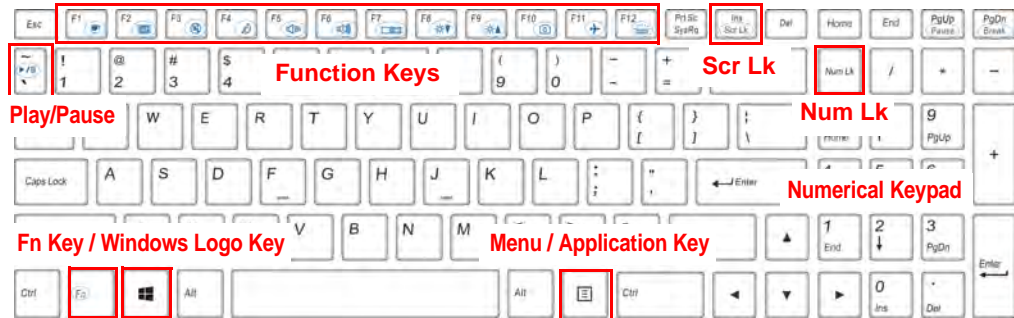 Esc F1 F2 F3 F4 F5 F6 F7 F8 F9 F10 F11 F12 Prt Sc Ins Del Home End PgUp PgDn
SysRq Scr Lk Pause Break
~ ! @ # $ ( ) − + Num Lk / * −
` 1 2 3 4 9 0 - =
Function Keys
Scr Lk
Play/Pause
Num Lk
W E R T Y U I O P { } ¦ 9
[ ] \ Home PgUp
+
Caps Lock A S D F G H J K L : "
; , Enter
Numerical Keypad
V B N M 1 2 3
End PgDn
Fn Key / Windows Logo Key
Menu / Application Key
Enter
Ctrl Fn Alt Alt Ctrl 0 .
Ins Del